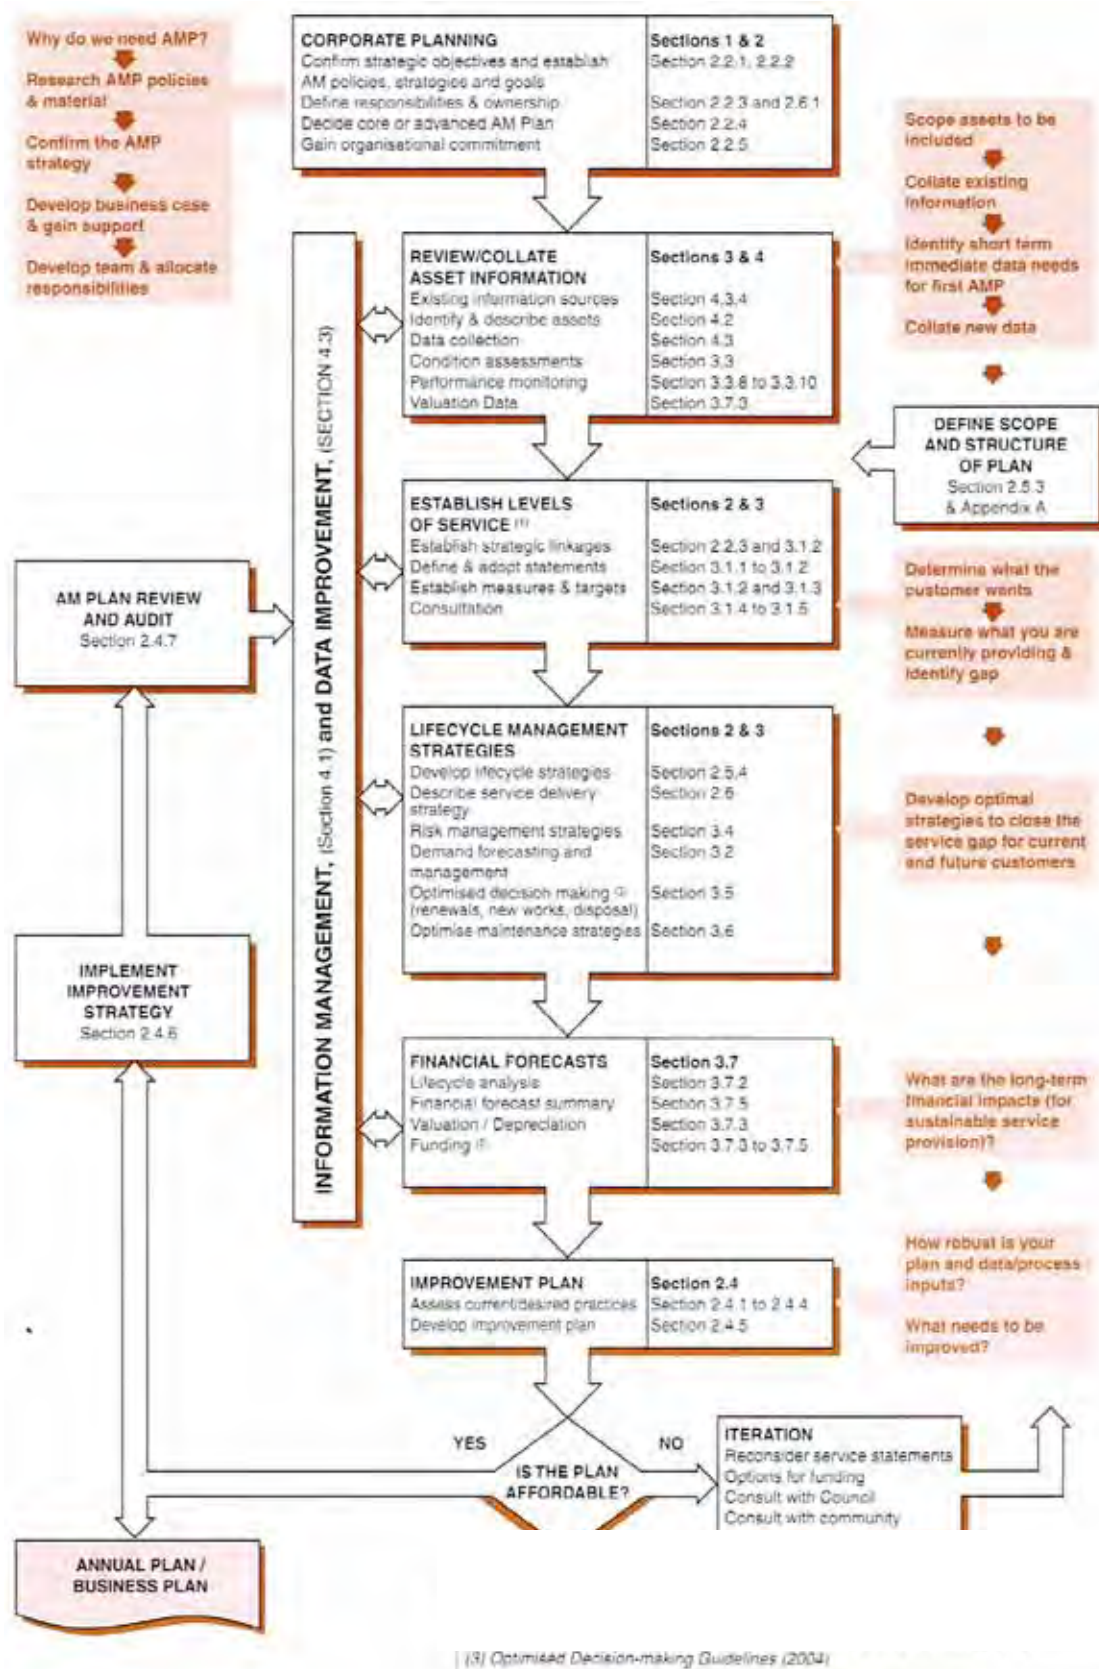 Why do we need AMP?
Research AMP policies
& material
Confirm the AMP
strategy
Develop business case
& gain support
Develop team & allocate
responsibilities
CORPORATE PLANNING Sections 1 & 2
Confirm strategic objectives and establish Section 2.2.1, 2.2.2
AM policies, strategies and goals
Define responsibilities & ownership Section 2.2.3 and 2.6.1
Decide core or advanced AM Plan Section 2.2.4
Gain organisational commitment Section 2.2.5
Scope assets to be
included
Collate existing
information
Identify short term
immediate data needs
for first AMP
Collate new data
REVIEW/COLLATE Sections 3 & 4
ASSET INFORMATION
Existing information sources Section 4.3.4
Identify & describe assets Section 4.2
Data collection Section 4.3
Condition assessments Section 3.3
Performance monitoring Section 3.3.8 to 3.3.10
Valuation Data Section 3.7.3
DEFINE SCOPE
AND STRUCTURE
OF PLAN
Section 2.5.3
& Appendix A
INFORMATION MANAGEMENT, (Section 4.1) and DATA IMPROVEMENT, (SECTION 4.3)
ESTABLISH LEVELS Sections 2 & 3
OF SERVICE (1)
Establish strategic linkages Section 2.2.3 and 3.1.2
Define & adopt statements Section 3.1.1 to 3.1.2
Establish measures & targets Section 3.1.2 and 3.1.3
Consultation Section 3.1.4 to 3.1.5
Determine what the
customer wants
Measure what you are
currently providing &
identify gap
AM PLAN REVIEW
AND AUDIT
Section 2.4.7
LIFECYCLE MANAGEMENT Sections 2 & 3
STRATEGIES
Develop lifecycle strategies Section 2.5.4
Describe service delivery Section 2.6
strategy
Risk management strategies Section 3.4
Demand forecasting and Section 3.2
management
Optimised decision making Section 3.5
(renewals, new works, disposal)
Optimise maintenance strategies Section 3.6
Develop optimal
strategies to close the
service gap for current
and future customers
IMPLEMENT
IMPROVEMENT
STRATEGY
Section 2.4.6
FINANCIAL FORECASTS Section 3.7
Lifecycle analysis Section 3.7.2
Financial forecast summary Section 3.7.5
Valuation / Depreciation Section 3.7.3
Funding Section 3.7.3 to 3.7.5
What are the long-term
financial impacts (for
sustainable service
provision)?
IMPROVEMENT PLAN Section 2.4
Assess current/desired practices Section 2.4.1 to 2.4.4
Develop improvement plan Section 2.4.5
How robust is your
plan and data/process
inputs?
What needs to be
improved?
YES
IS THE PLAN
AFFORDABLE?
NO
ITERATION
Reconsider service statements
Options for funding
Consult with Council
Consult with community
ANNUAL PLAN /
BUSINESS PLAN
(3) Optimised Decision-making Guidelines (2004)